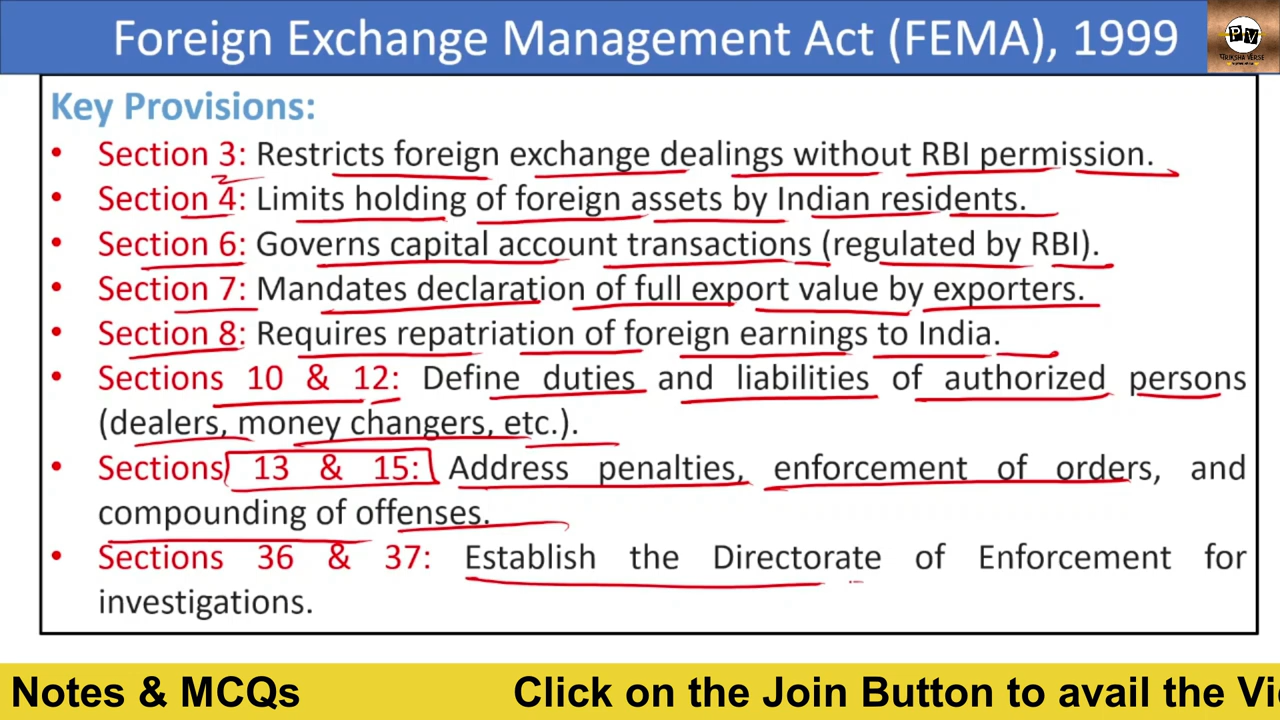 Foreign Exchange Management Act (FEMA), 1999
PV
परीक्षा VERSE
Key Provisions:
• Section 3: Restricts foreign exchange dealings without RBI permission.
• Section 4: Limits holding of foreign assets by Indian residents.
• Section 6: Governs capital account transactions (regulated by RBI).
• Section 7: Mandates declaration of full export value by exporters.
• Section 8: Requires repatriation of foreign earnings to India.
• Sections 10 & 12: Define duties and liabilities of authorized persons
(dealers, money changers, etc.).
• Sections 13 & 15: Address penalties, enforcement of orders, and
compounding of offenses.
• Sections 36 & 37: Establish the Directorate of Enforcement for
investigations.
Notes & MCQs Click on the Join Button to avail the Vi